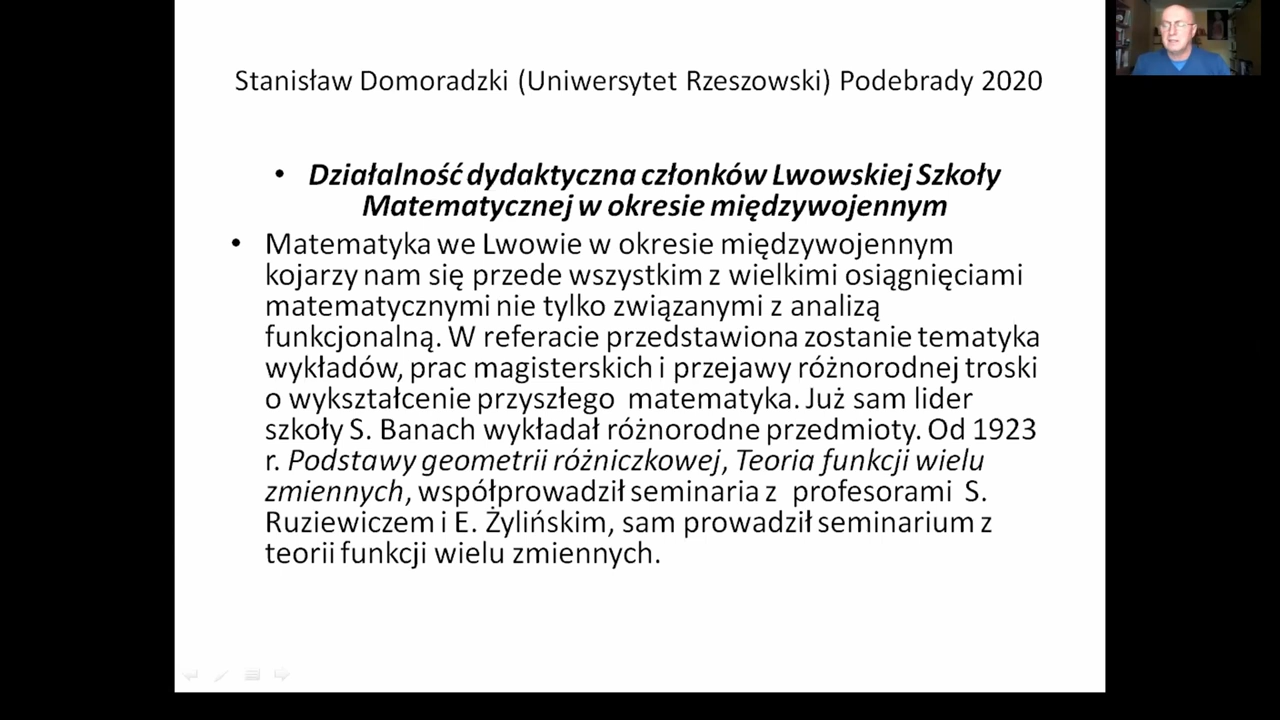 Stanisław Domoradzki (Uniwersytet Rzeszowski) Podebrady 2020
• Działalność dydaktyczna członków Lwowskiej Szkoły
Matematycznej w okresie międzywojennym
• Matematyka we Lwowie w okresie międzywojennym
kojarzy nam się przede wszystkim z wielkimi osiągnięciami
matematycznymi nie tylko związanymi z analizą
funkcjonalną. W referacie przedstawiona zostanie tematyka
wykładów, prac magisterskich i przejawy różnorodnej troski
o wykształcenie przyszłego matematyka. Już sam lider
szkoły S. Banach wykładał różnorodne przedmioty. Od 1923
r. Podstawy geometrii różniczkowej, Teoria funkcji wielu
zmiennych, współprowadził seminaria z profesorami S.
Ruziewiczem i E. Żylińskim, sam prowadził seminarium z
teorii funkcji wielu zmiennych.